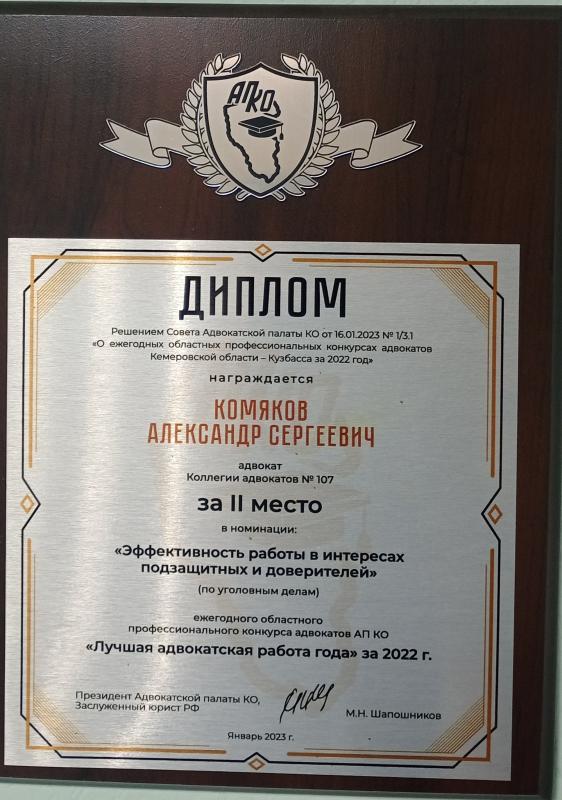 АПКО
ДИПЛОМ
Решением Совета Адвокатской палаты КО от 16.01.2023 № 1/3.1
«О ежегодных областных профессиональных конкурсах адвокатов
Кемеровской области – Кузбасса за 2022 год»
награждается
КОМЯКОВ
АЛЕКСАНДР СЕРГЕЕВИЧ
адвокат
Коллегии адвокатов № 107
за II место
в номинации:
«Эффективность работы в интересах
подзащитных и доверителей»
(по уголовным делам)
ежегодного областного
профессионального конкурса адвокатов АП КО
«Лучшая адвокатская работа года» за 2022 г.
Президент Адвокатской палаты КО,
Заслуженный юрист РФ
М.Н. Шапошников
Январь 2023 г.